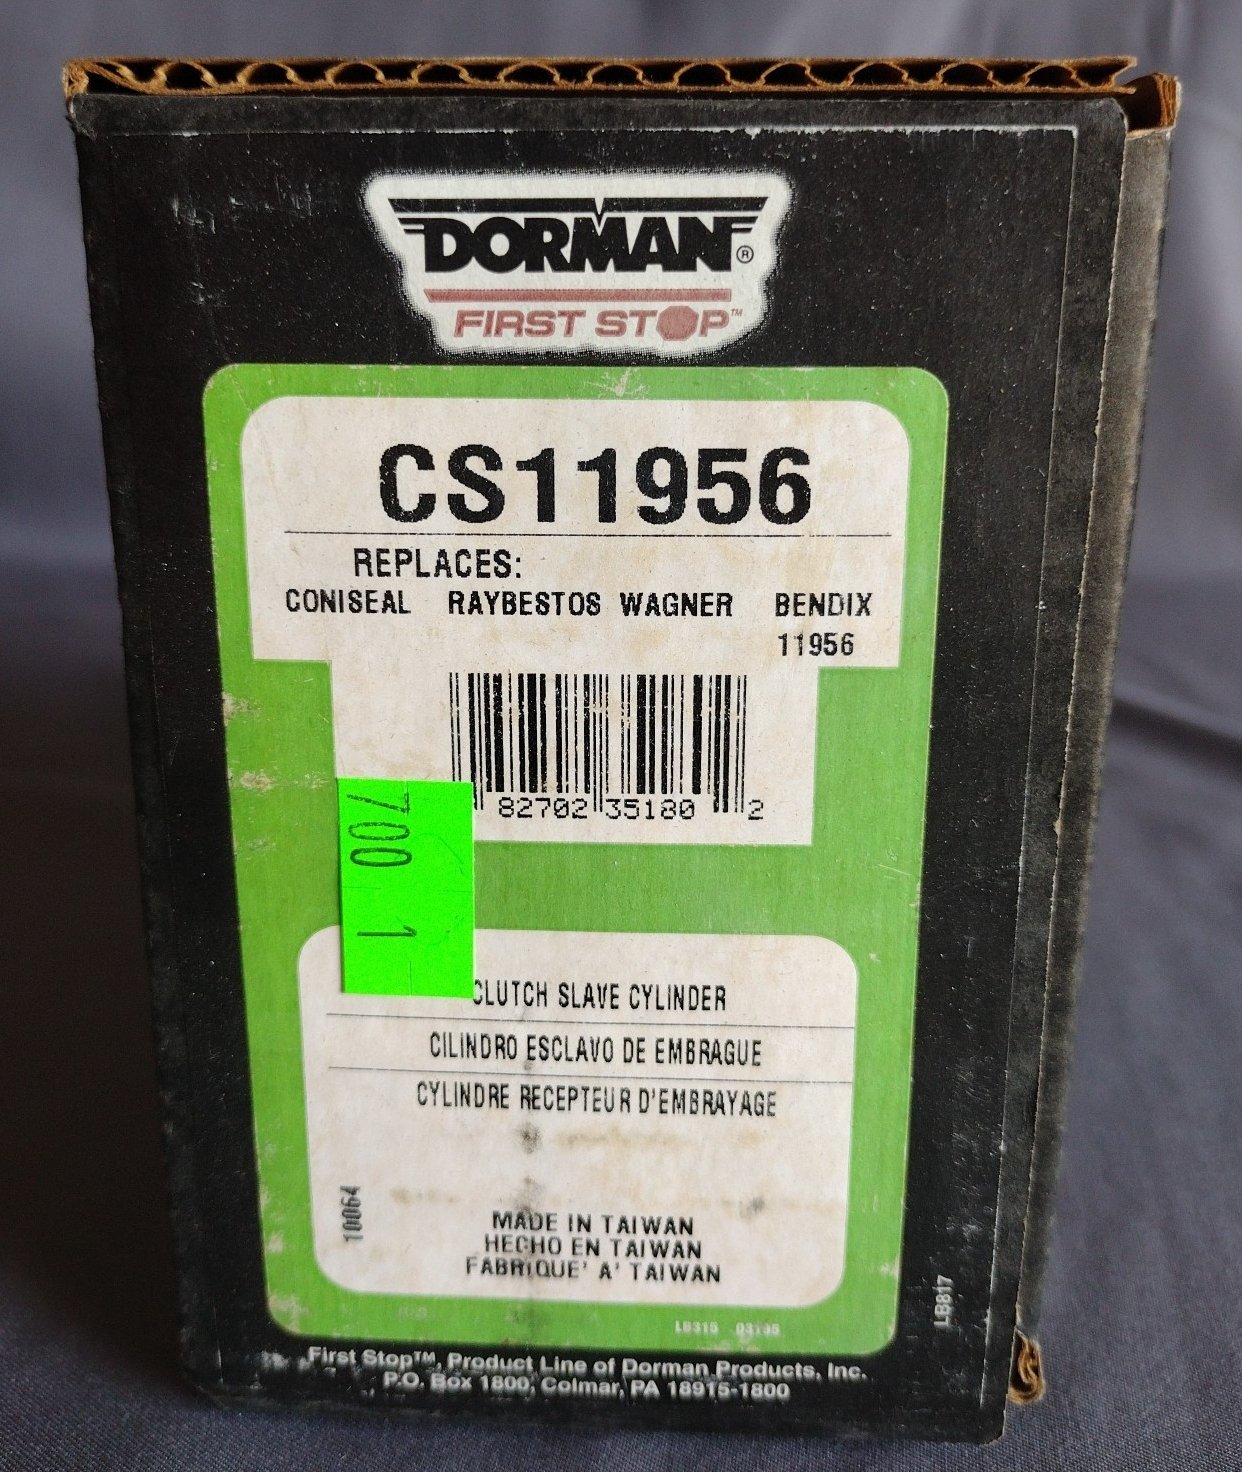 DORMAN®
FIRST STOP™
CS11956
REPLACES:
CONISEAL RAYBESTOS WAGNER BENDIX
11956
82702 35180 2
700 1
CLUTCH SLAVE CYLINDER
CILINDRO ESCLAVO DE EMBRAGUE
CYLINDRE RECEPTEUR D'EMBRAYAGE
10064
MADE IN TAIWAN
HECHO EN TAIWAN
FABRIQUE' A' TAIWAN
LB817
LB315
First Stop™, Product Line of Dorman Products, Inc.
P.O. Box 1800, Colmar, PA 18915-1800